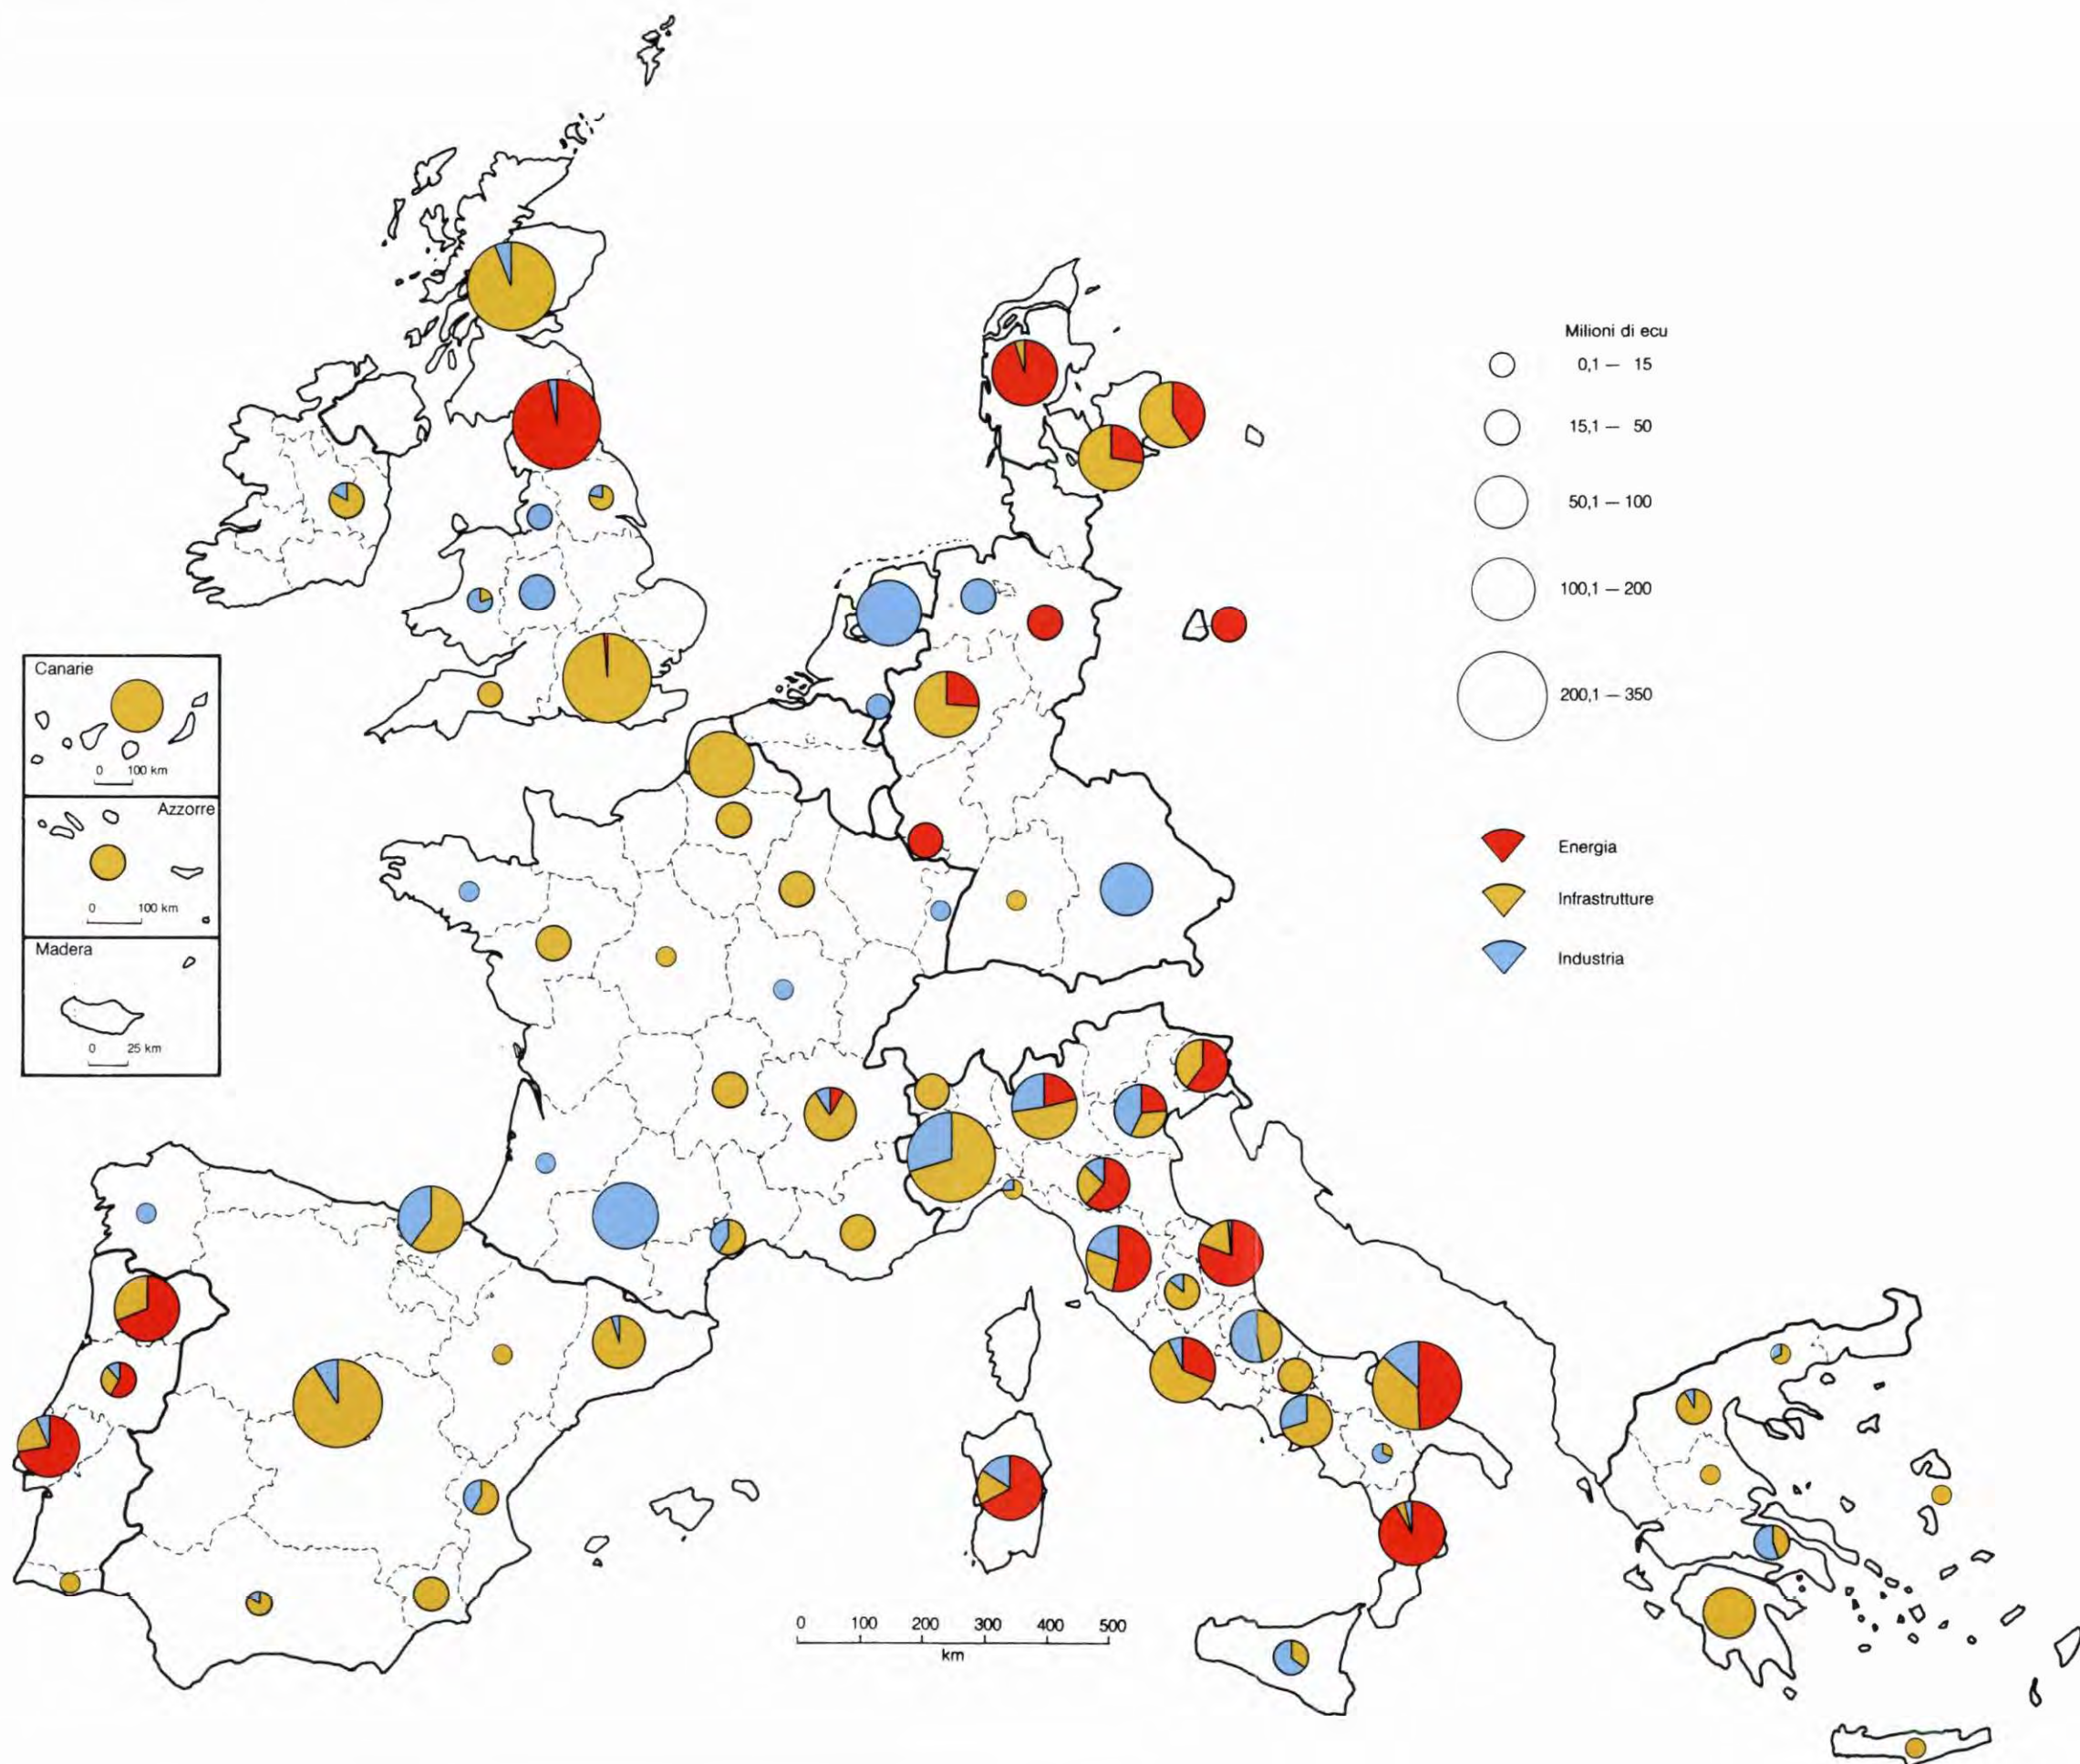 Milioni di ecu
0,1 — 15
15,1 — 50
50,1 — 100
100,1 — 200
200,1 — 350
Energia
Infrastrutture
Industria
Canarie
0 100 km
Azzorre
0 100 km
Madera
0 25 km
0 100 200 300 400 500
km